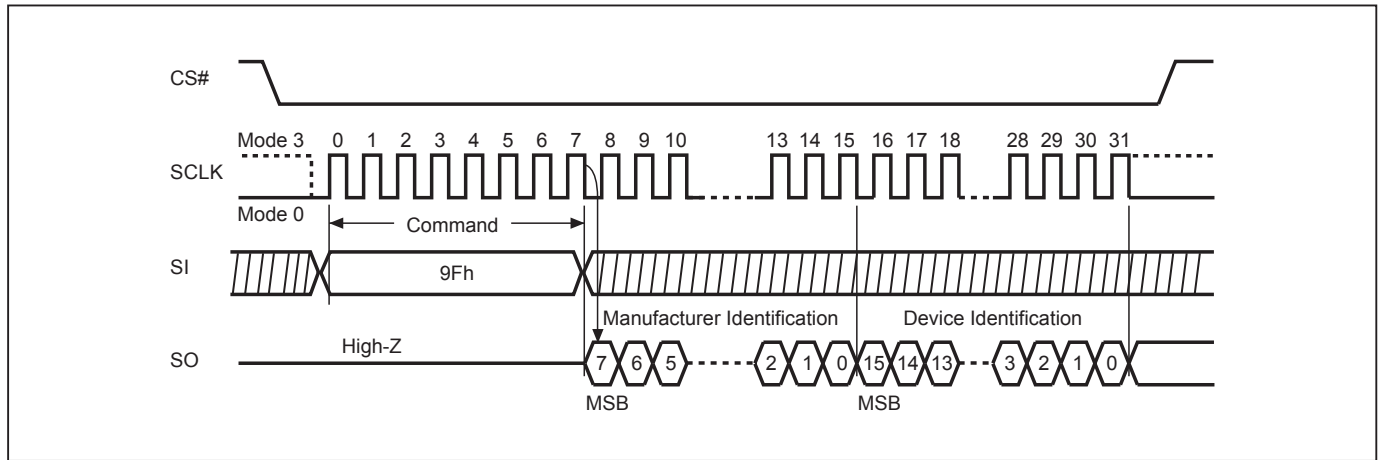 CS#
Mode 3 0 1 2 3 4 5 6 7 8 9 10 13 14 15 16 17 18 28 29 30 31
SCLK
Mode 0
Command
SI 9Fh
Manufacturer Identification Device Identification
High-Z
SO 7 6 5 2 1 0 15 14 13 3 2 1 0
MSB MSB